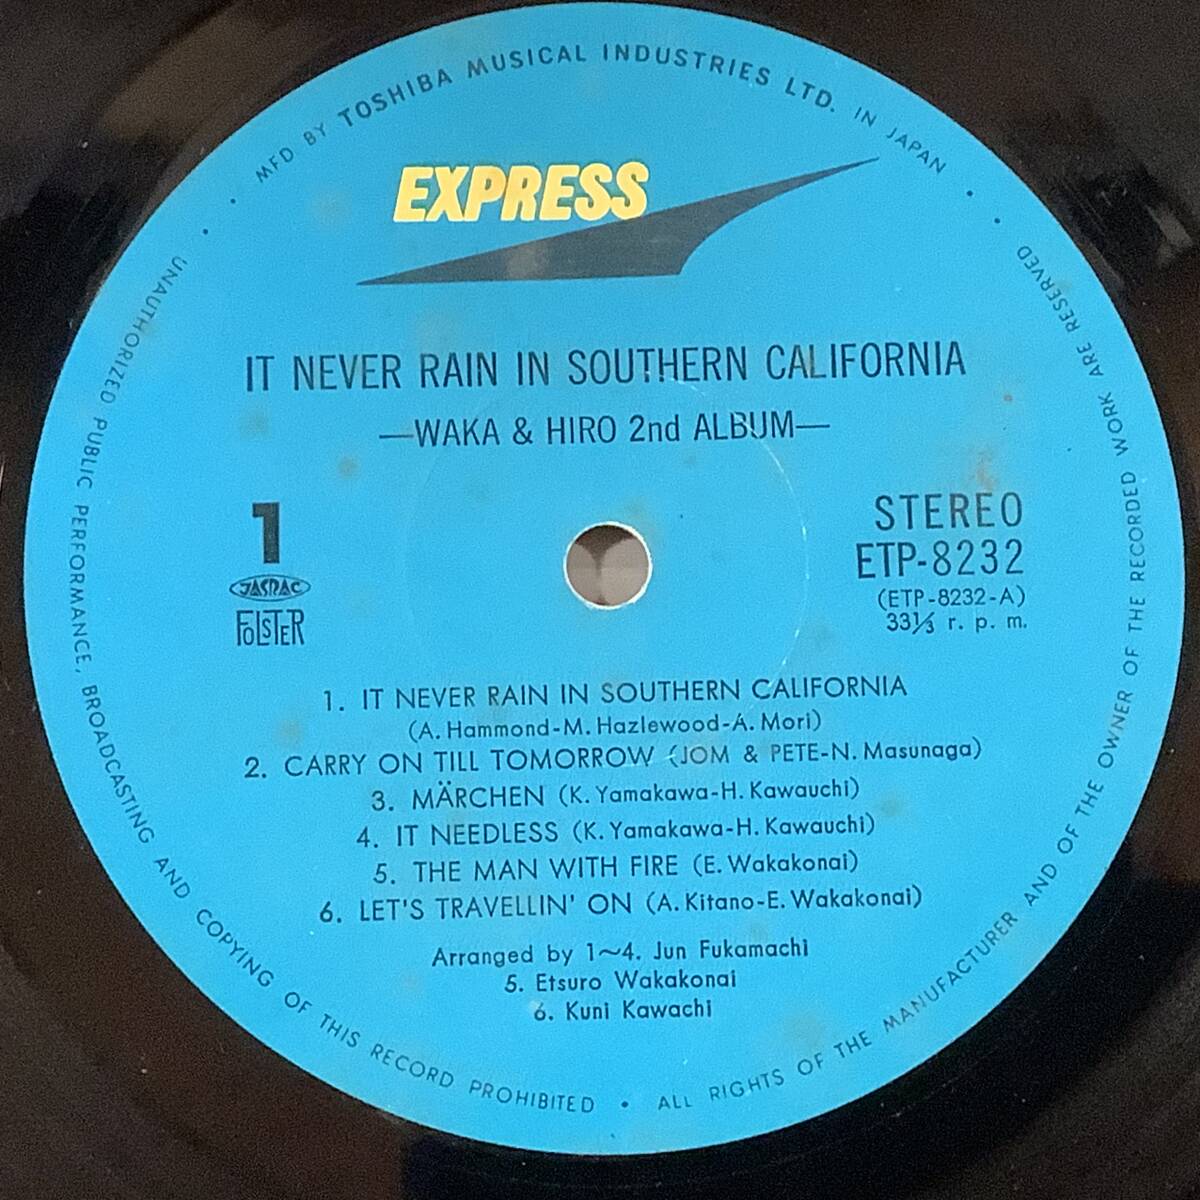 MFD BY TOSHIBA MUSICAL INDUSTRIES LTD. IN JAPAN
EXPRESS
IT NEVER RAIN IN SOUTHERN CALIFORNIA
—WAKA & HIRO 2nd ALBUM—
1
JASRAC
FOLSTER
STEREO
ETP-8232
(ETP-8232-A)
33⅓ r. p. m.
1. IT NEVER RAIN IN SOUTHERN CALIFORNIA
(A. Hammond-M. Hazlewood-A. Mori)
2. CARRY ON TILL TOMORROW (JOM & PETE-N. Masunaga)
3. MÄRCHEN (K. Yamakawa-H. Kawauchi)
4. IT NEEDLESS (K. Yamakawa-H. Kawauchi)
5. THE MAN WITH FIRE (E. Wakakonai)
6. LET'S TRAVELLIN' ON (A. Kitano-E. Wakakonai)
Arranged by 1~4. Jun Fukamachi
5. Etsuro Wakakonai
6. Kuni Kawachi
UNAUTHORIZED PUBLIC PERFORMANCE, BROADCASTING AND COPYING OF THIS RECORD PROHIBITED • ALL RIGHTS OF THE MANUFACTURER AND OF THE OWNER OF THE RECORDED WORK ARE RESERVED